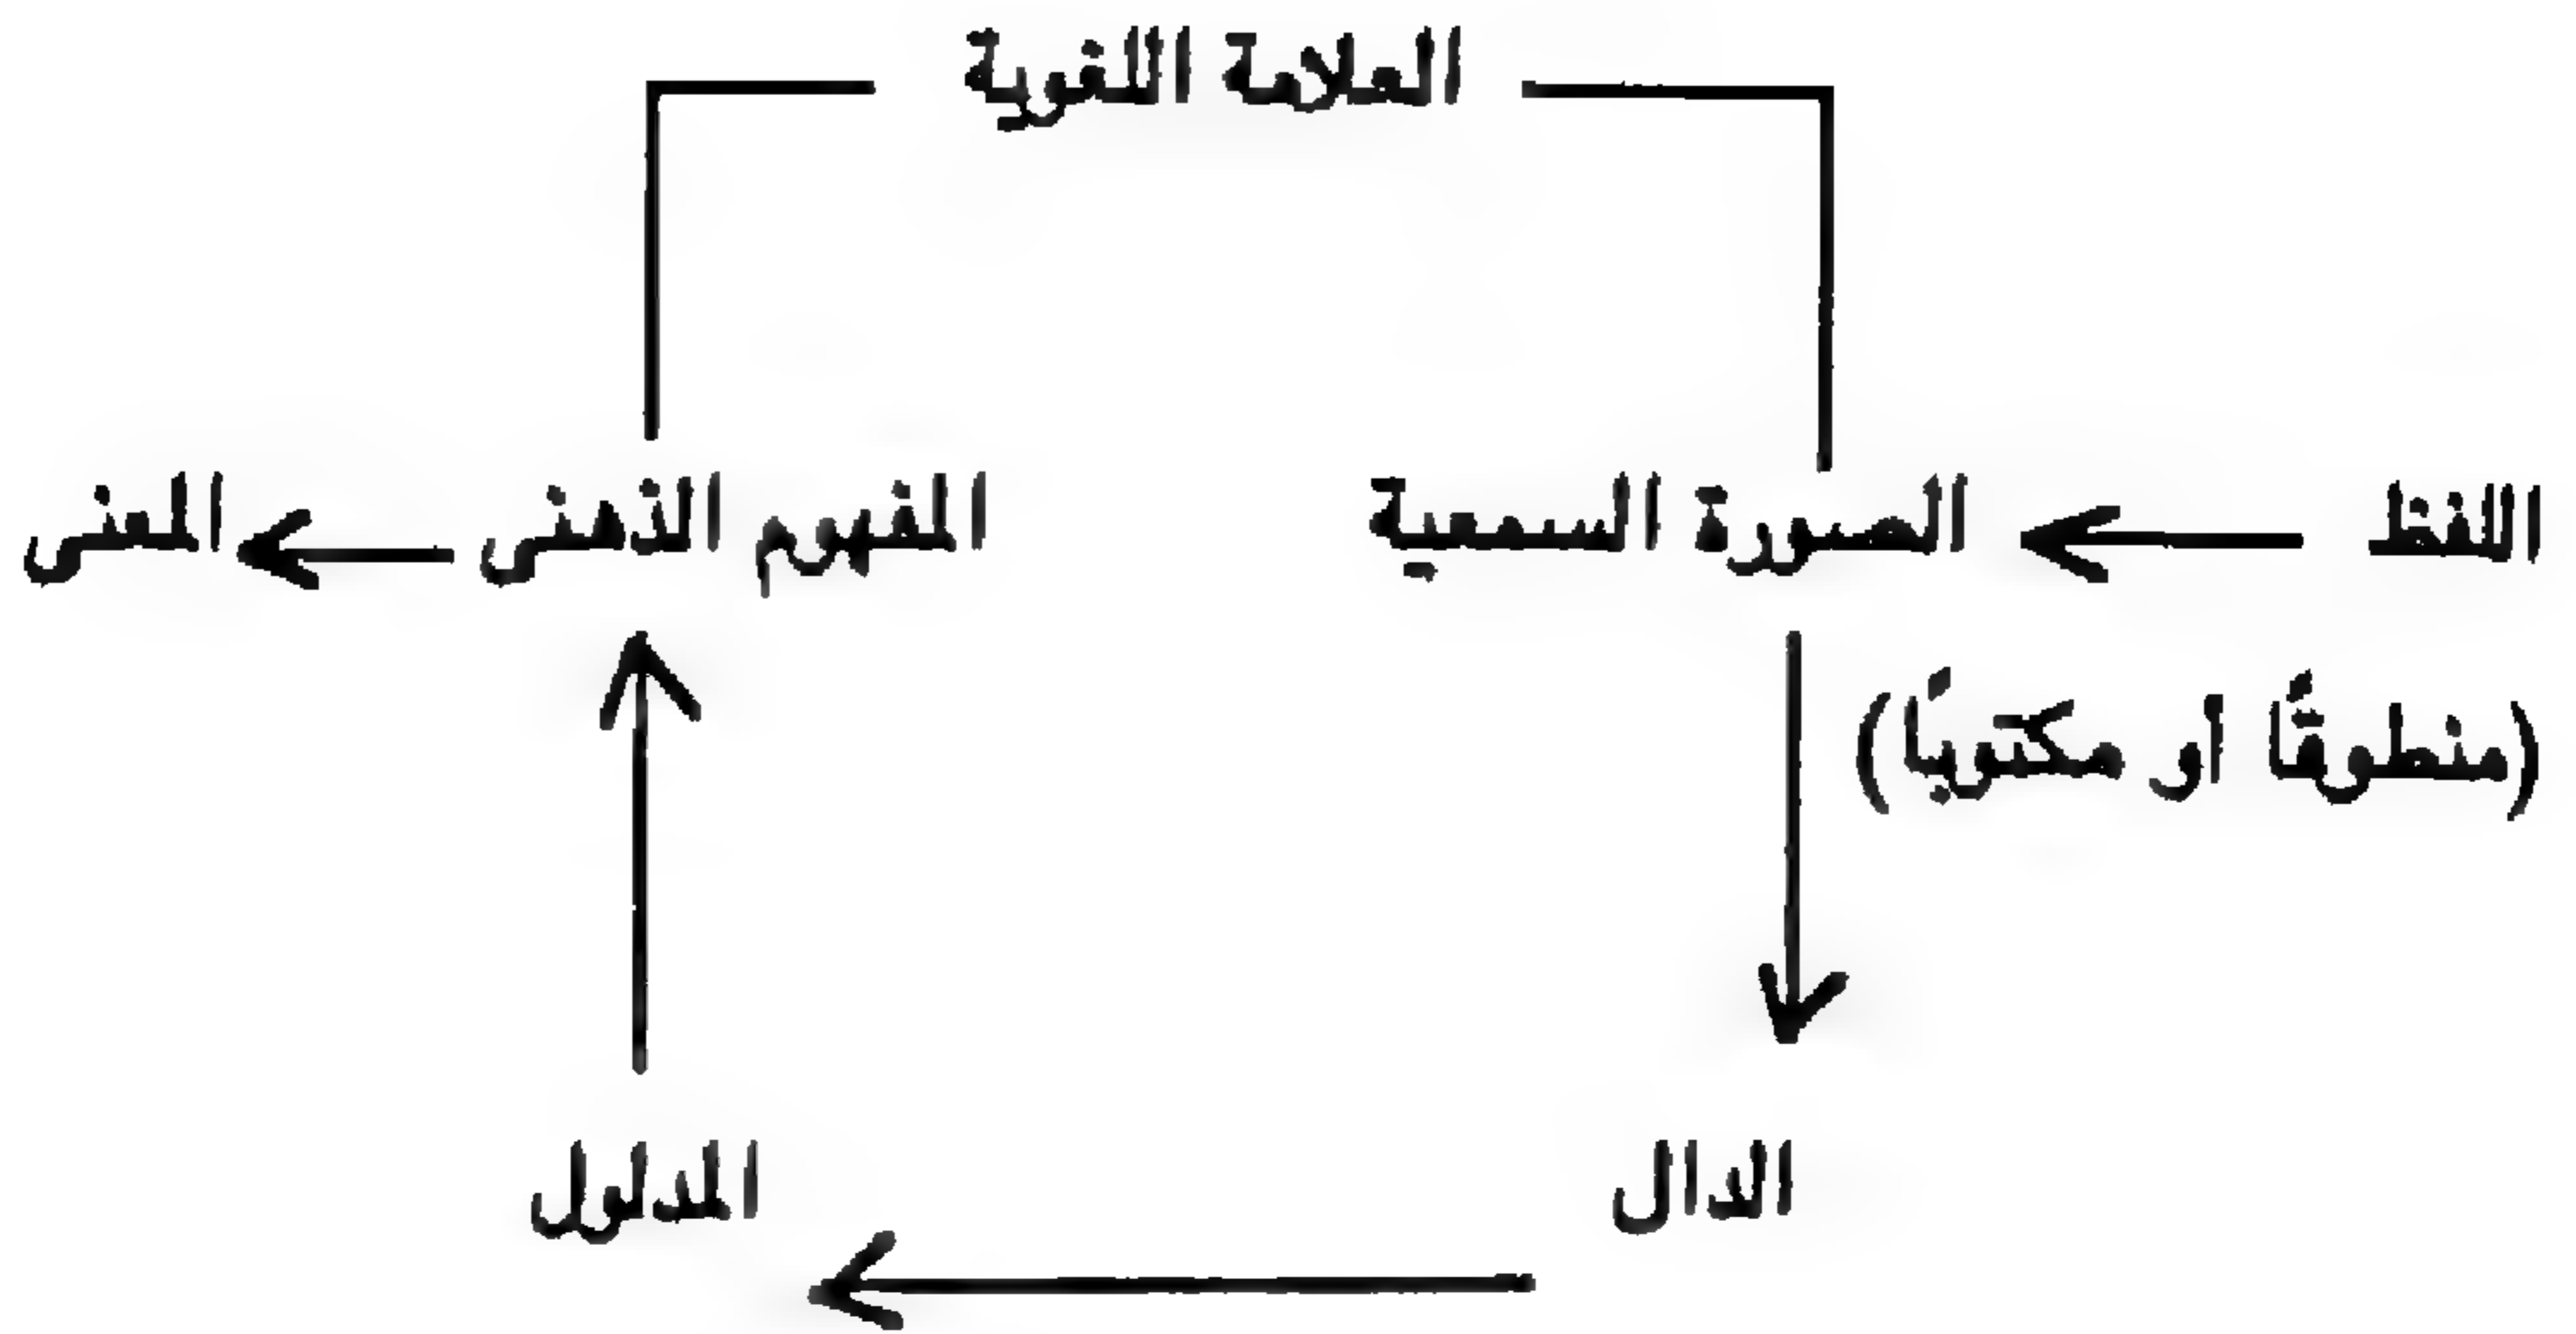 العلامة اللغوية
اللفظ
الصورة السمعية
المفهوم الذهنى
المعنى
(منطوقًا أو مكتوبًا)
الدال
المدلول